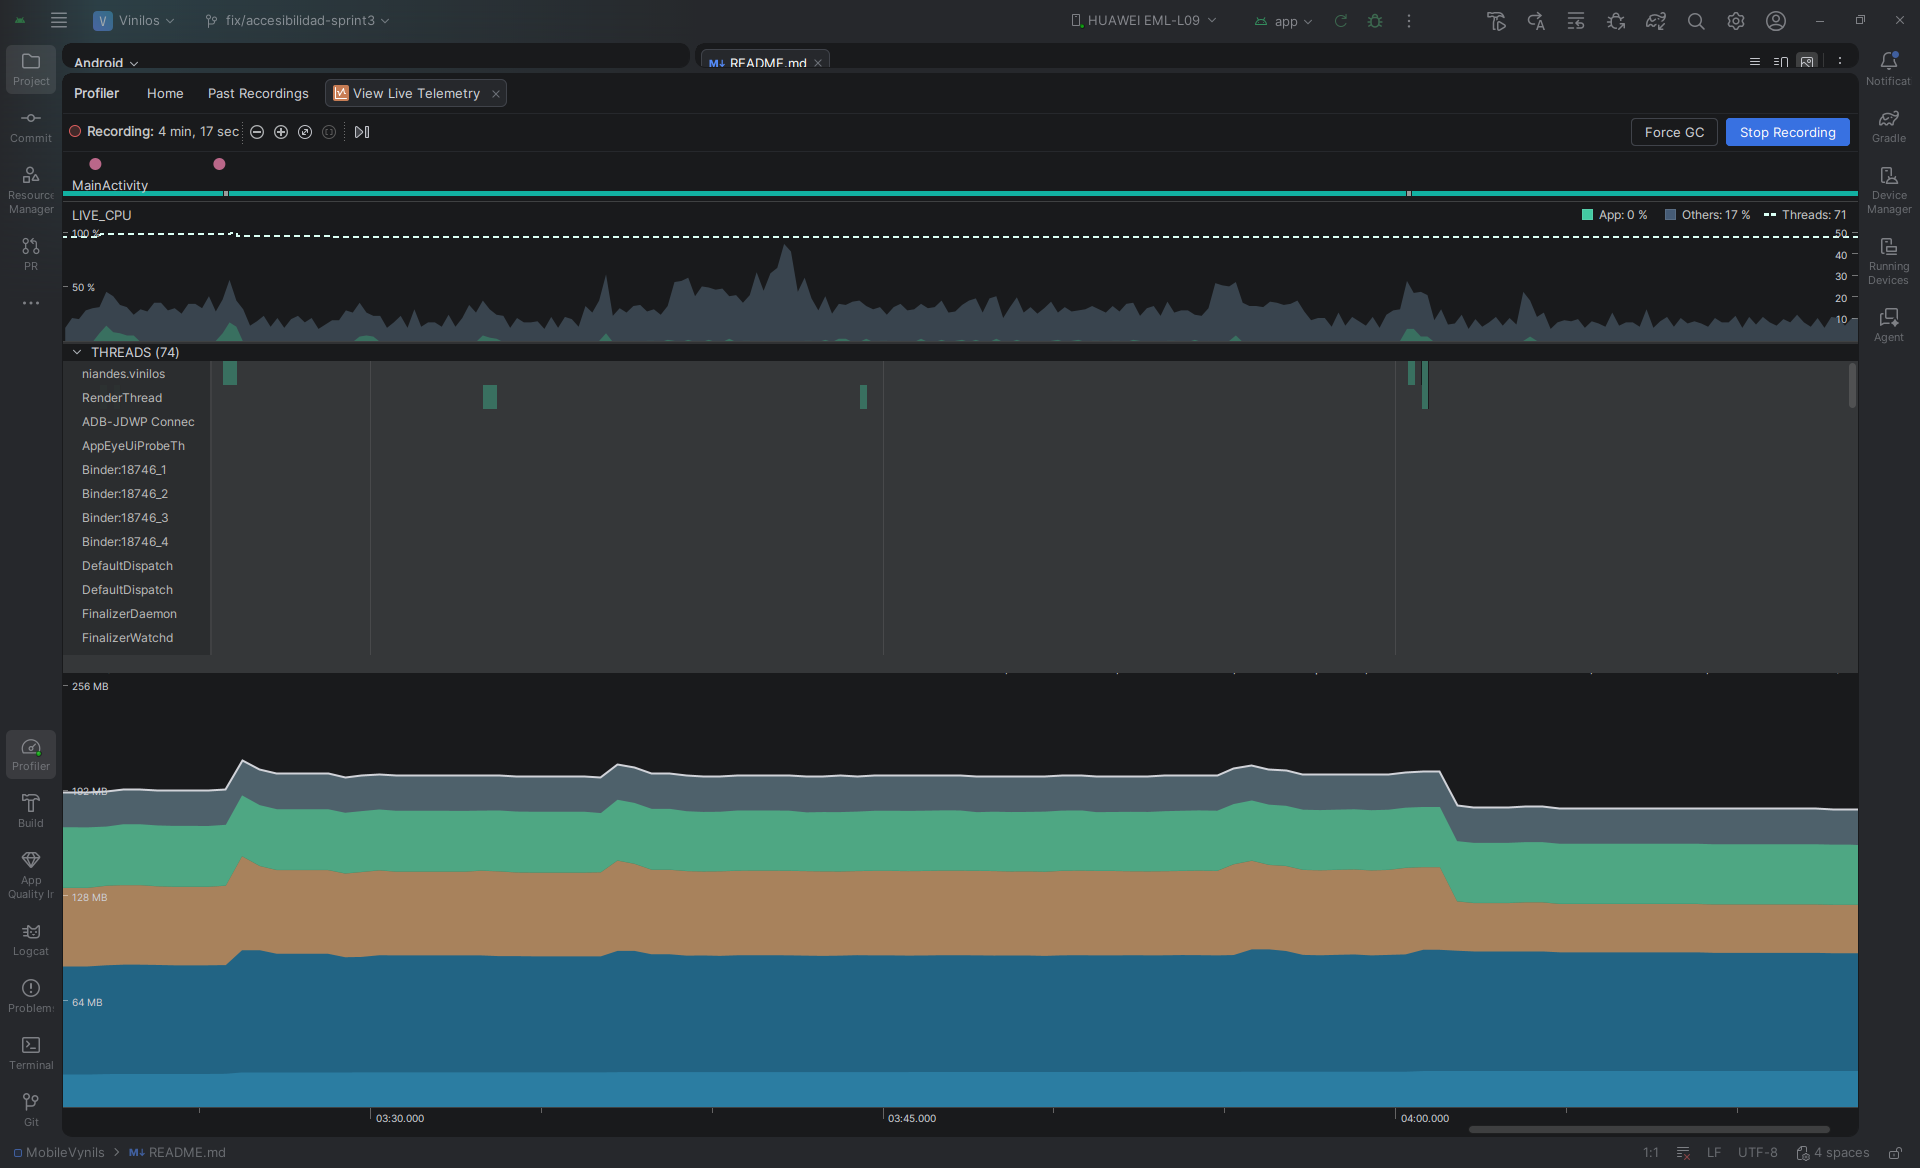 V Vinilos
fix/accesibilidad-sprint3
HUAWEI EML-L09
app
Project
Commit
Resource
Manager
PR
Android
M↓ README.md
Profiler
Home
Past Recordings
View Live Telemetry
Recording: 4 min, 17 sec
Force GC
Stop Recording
MainActivity
LIVE_CPU
App: 0 %
Others: 17 %
Threads: 71
100 %
50 %
50
40
30
20
10
THREADS (74)
niandes.vinilos
RenderThread
ADB-JDWP Connec
AppEyeUiProbeTh
Binder:18746_1
Binder:18746_2
Binder:18746_3
Binder:18746_4
DefaultDispatch
DefaultDispatch
FinalizerDaemon
FinalizerWatchd
256 MB
192 MB
128 MB
64 MB
03:30.000
03:45.000
04:00.000
Notificat
Gradle
Device
Manager
Running
Devices
Agent
Profiler
Build
App
Quality In
Logcat
Problems
Terminal
Git
MobileVynils > M↓ README.md
1:1
LF
UTF-8
4 spaces